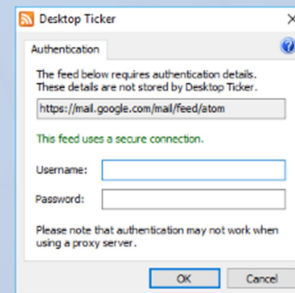 Desktop Ticker
Authentication
The feed below requires authentication details.
These details are not stored by Desktop Ticker.
https://mail.google.com/mail/feed/atom
This feed uses a secure connection.
Username:
Password:
Please note that authentication may not work when
using a proxy server.
OK Cancel